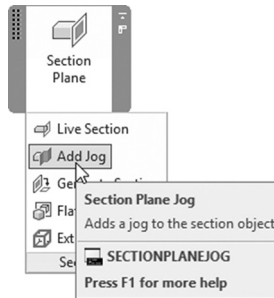 Section
Plane
Live Section
Add Jog
Section Plane Jog
Adds a jog to the section object
SECTIONPLANEJOG
Press F1 for more help